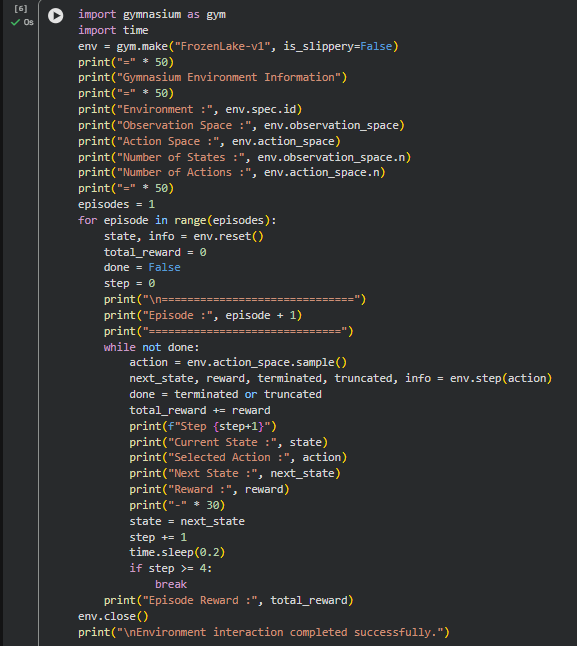 [6]
0s
import gymnasium as gym
import time
env = gym.make("FrozenLake-v1", is_slippery=False)
print("=" * 50)
print("Gymnasium Environment Information")
print("=" * 50)
print("Environment :", env.spec.id)
print("Observation Space :", env.observation_space)
print("Action Space :", env.action_space)
print("Number of States :", env.observation_space.n)
print("Number of Actions :", env.action_space.n)
print("=" * 50)
episodes = 1
for episode in range(episodes):
    state, info = env.reset()
    total_reward = 0
    done = False
    step = 0
    print("\n==============================")
    print("Episode :", episode + 1)
    print("==============================")
    while not done:
        action = env.action_space.sample()
        next_state, reward, terminated, truncated, info = env.step(action)
        done = terminated or truncated
        total_reward += reward
        print(f"Step {step+1}")
        print("Current State :", state)
        print("Selected Action :", action)
        print("Next State :", next_state)
        print("Reward :", reward)
        print("-" * 30)
        state = next_state
        step += 1
        time.sleep(0.2)
        if step >= 4:
            break
    print("Episode Reward :", total_reward)
env.close()
print("\nEnvironment interaction completed successfully.")